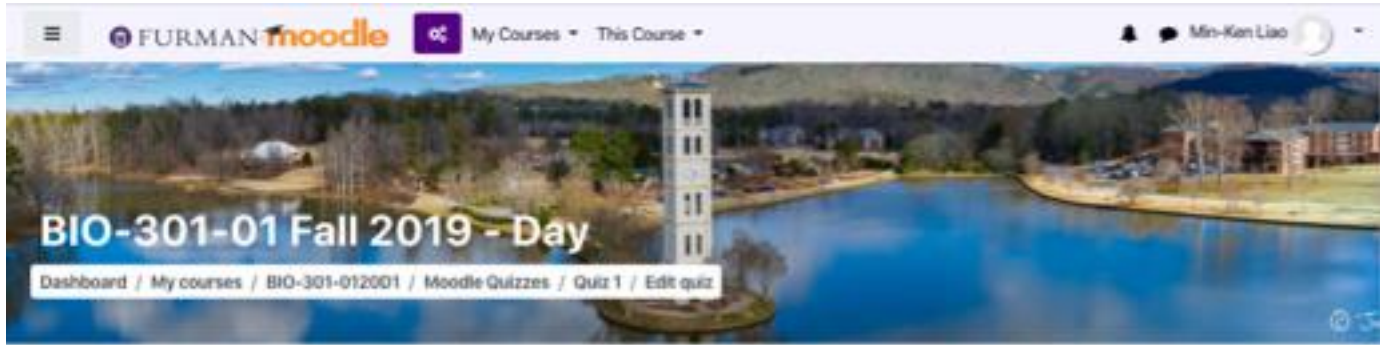 FURMAN moodle My Courses This Course Min-Ken Liao
BIO-301-01 Fall 2019 - Day
Dashboard / My courses / BIO-301-012001 / Moodle Quizzes / Quiz 1 / Edit quiz
©